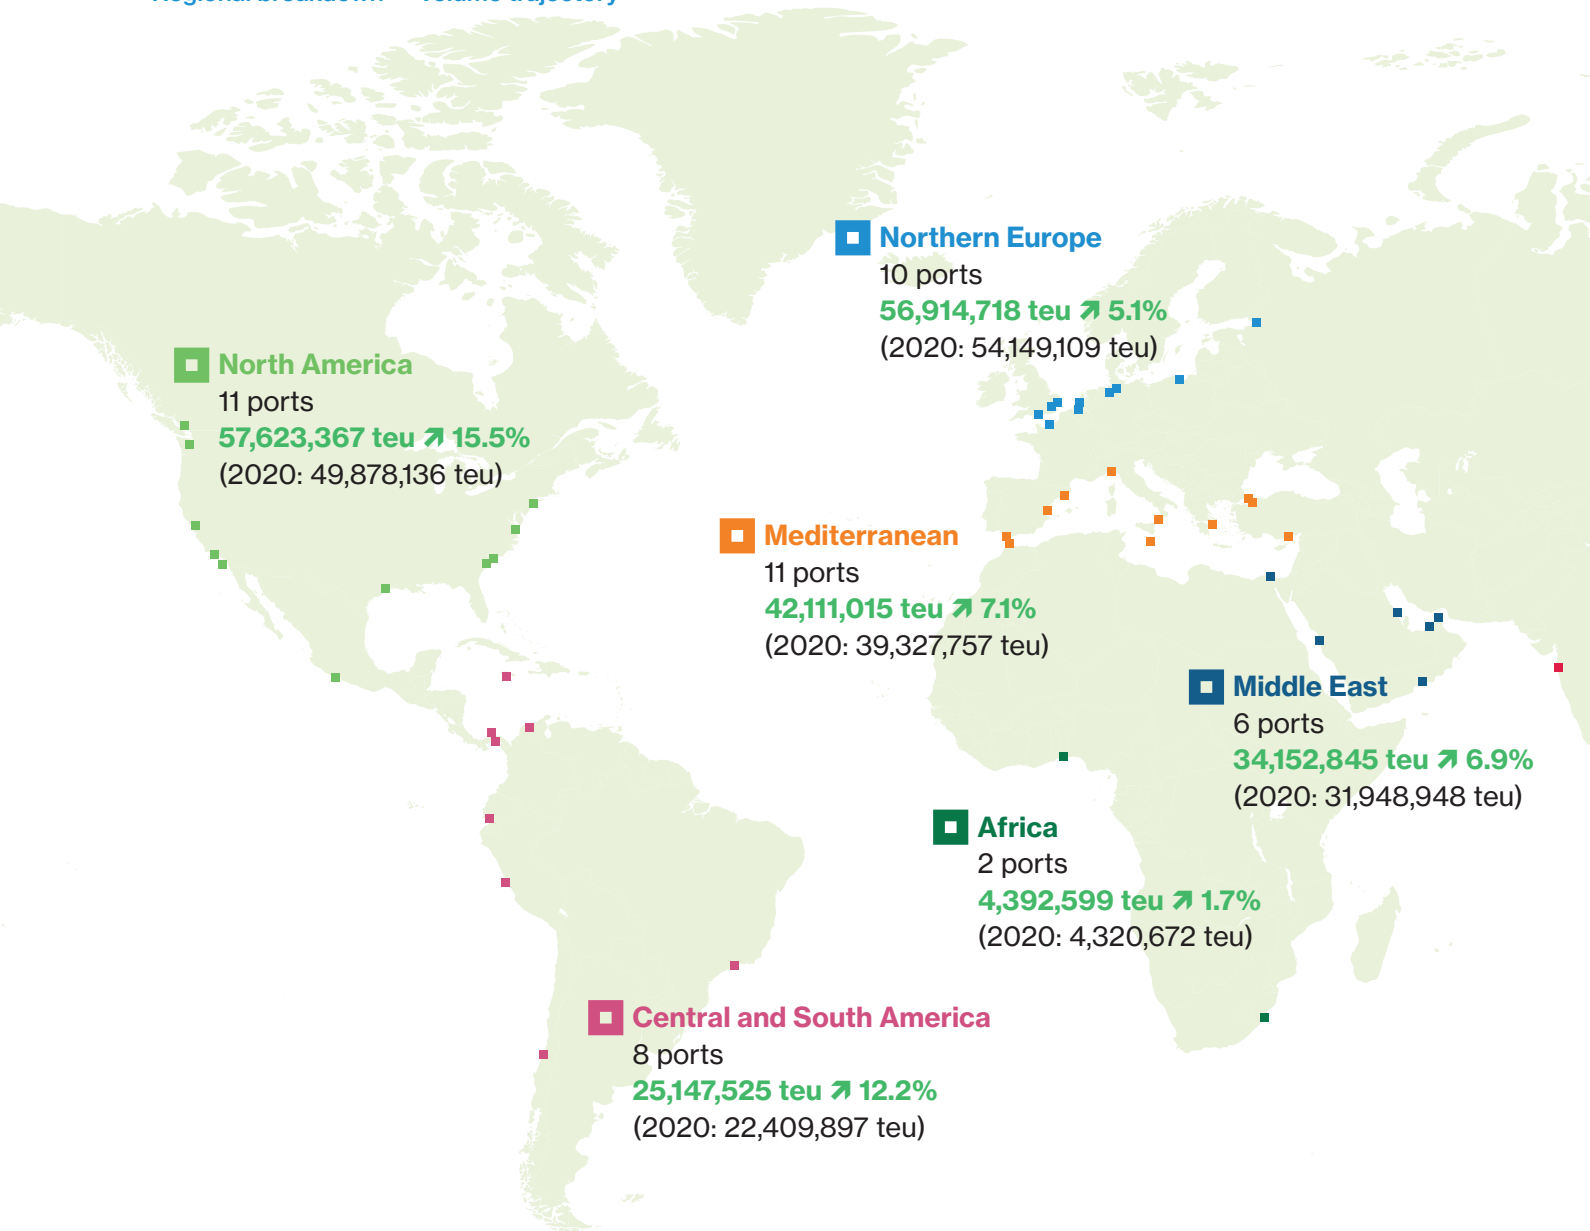 Regional breakdown — Volume trajectory
Northern Europe
10 ports
56,914,718 teu ↗ 5.1%
(2020: 54,149,109 teu)
North America
11 ports
57,623,367 teu ↗ 15.5%
(2020: 49,878,136 teu)
Mediterranean
11 ports
42,111,015 teu ↗ 7.1%
(2020: 39,327,757 teu)
Middle East
6 ports
34,152,845 teu ↗ 6.9%
(2020: 31,948,948 teu)
Africa
2 ports
4,392,599 teu ↗ 1.7%
(2020: 4,320,672 teu)
Central and South America
8 ports
25,147,525 teu ↗ 12.2%
(2020: 22,409,897 teu)